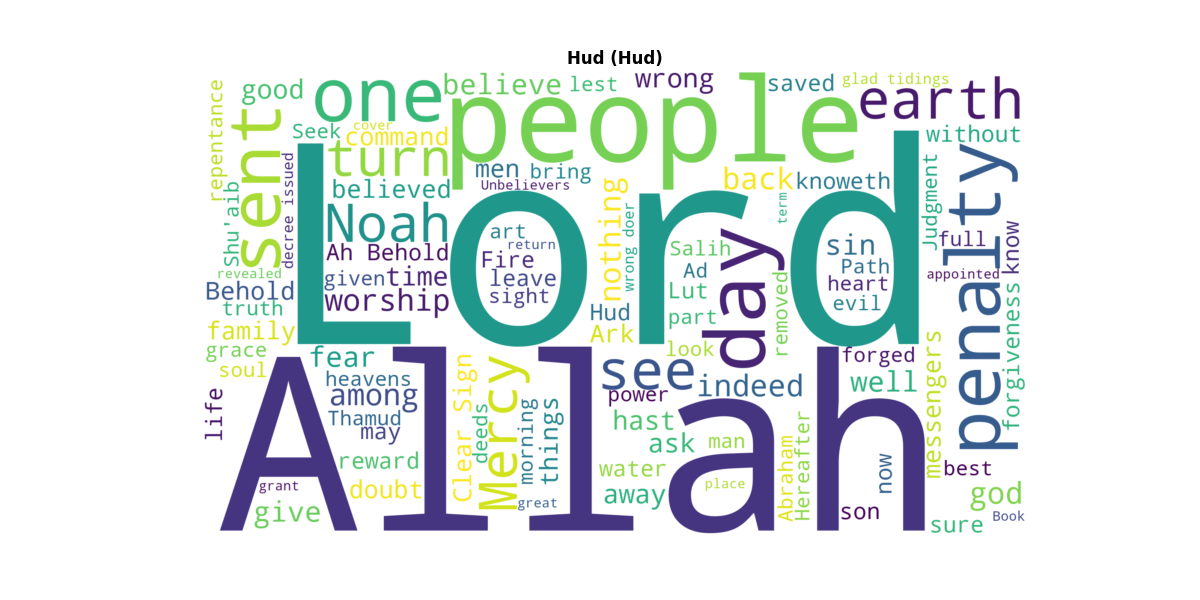 Hud (Hud)
repentance
good
one
believe
lest
wrong
saved
glad tidings
earth
sent
Seek
cover
command
people
without
turn
men
bring
Unbelievers
back
knoweth
Shu'aib
decree issued
believed
Lord
nothing
wrong doer
term
Judgment
penalty
Noah
art
return
Salih
day
sin
full
know
Ah Behold
Fire
Ad
Path
revealed
given
time
leave
Lut
heart
appointed
Behold
worship
sight
Hud
part
removed
evil
truth
family
Ark
look
forgiveness
grace
fear
soul
heavens
among
Clear Sign
Mercy
see
indeed
forged
well
messengers
life
Thamud
may
deeds
morning
things
power
hast
ask
man
Allah
reward
water
Abraham
Hereafter
now
best
grant
doubt
away
place
god
give
great
son
sure
Book